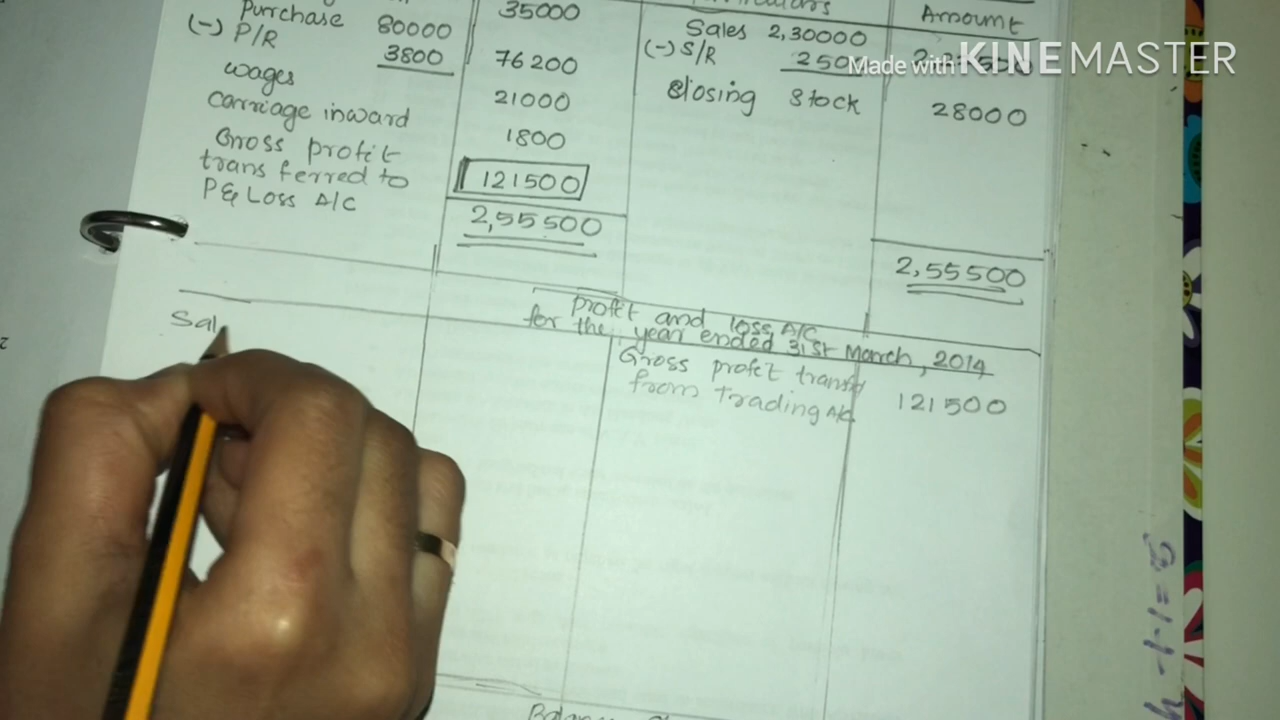 35000
Amount
Purchase 80000
Sales 2,30000
(-) P/R 3800 76200
(-) S/R 250
Made with KINEMASTER
wages 21000
Closing Stock 28000
Carriage inward 1800
Gross profit
transferred to
P & Loss A/C
121500
2,55500
2,55500
profit and loss A/C
for the year ended 31st March, 2014
Sal
Gross profit transfd
from Trading A/C
121500